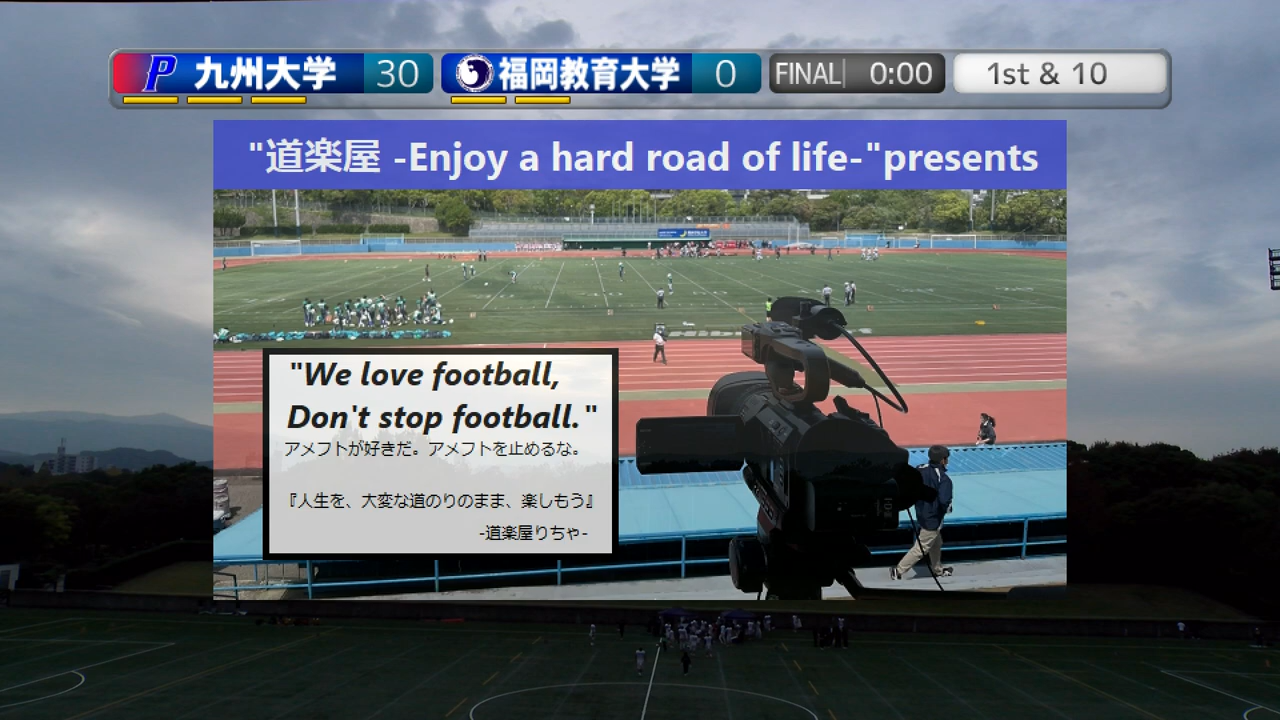 P 九州大学 30 福岡教育大学 0 FINAL 0:00 1st & 10
"道楽屋 -Enjoy a hard road of life-"presents
"We love football,
Don't stop football."
アメフトが好きだ。アメフトを止めるな。
『人生を、大変な道のりのまま、楽しもう』
-道楽屋りちゃ-